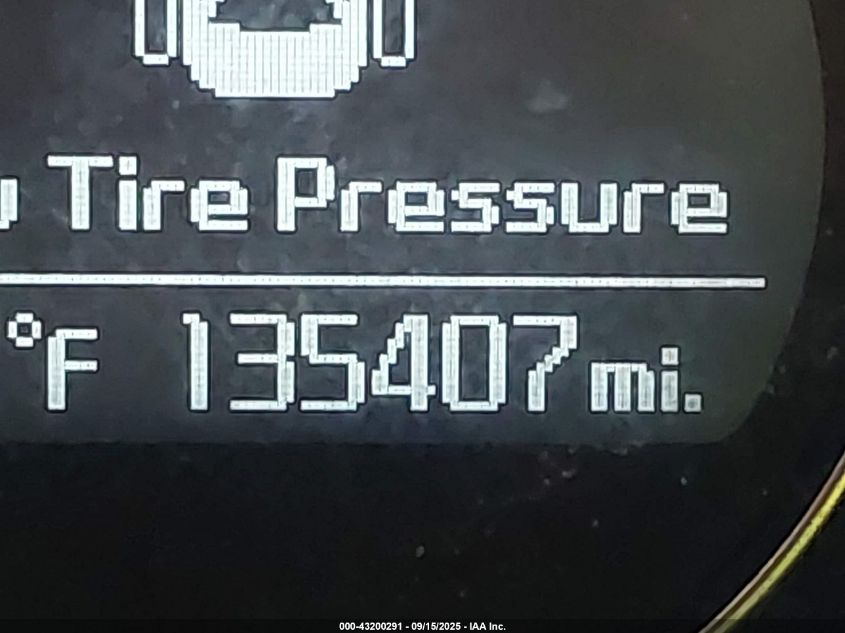 Tire Pressure
°F 135407 mi.
000-43200291 - 09/15/2025 - IAA Inc.